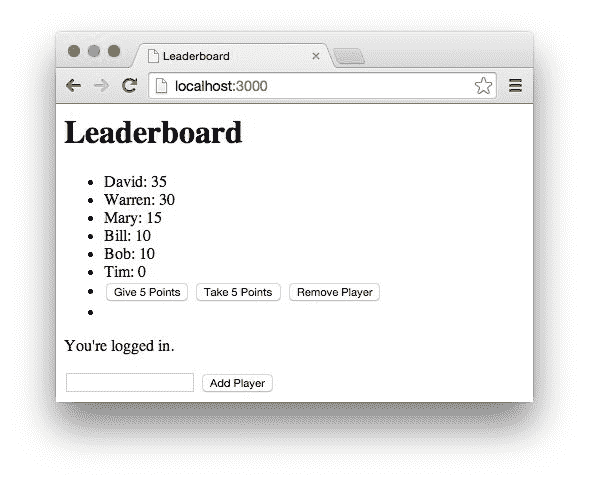 Leaderboard
localhost:3000
Leaderboard
David: 35
Warren: 30
Mary: 15
Bill: 10
Bob: 10
Tim: 0
Give 5 Points Take 5 Points Remove Player
You're logged in.
Add Player